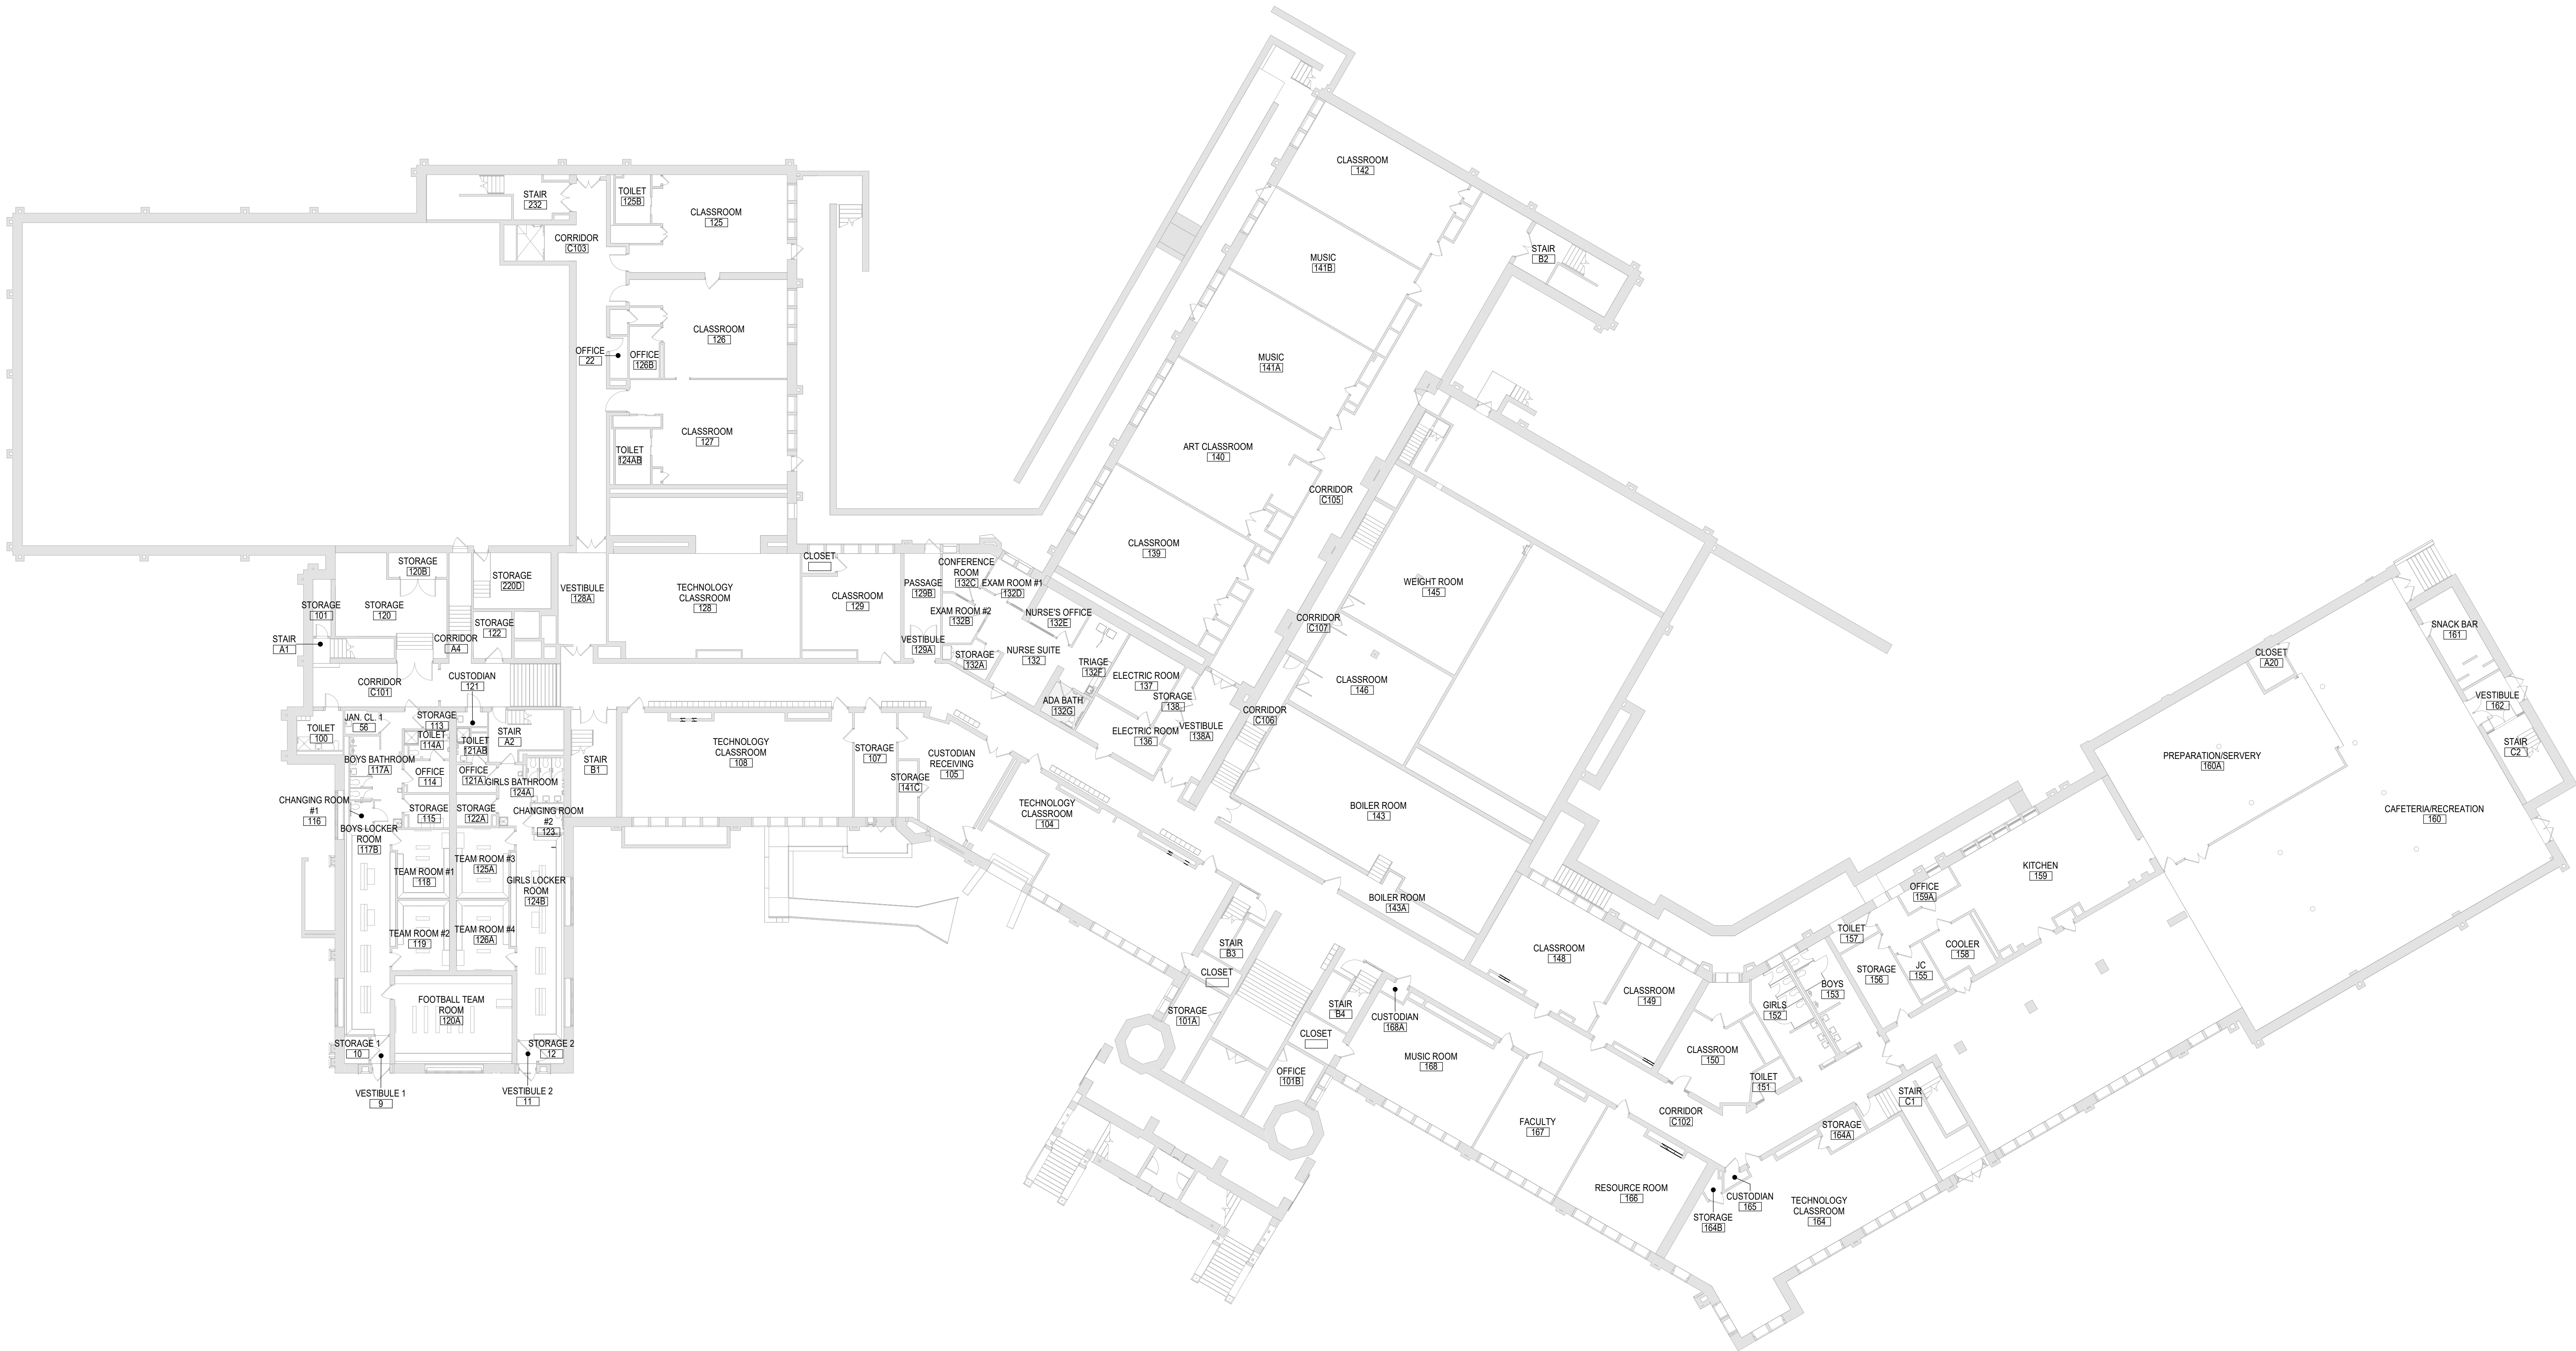 CLASSROOM
142
STAIR
232
TOILET
125B
CLASSROOM
125
CORRIDOR
C103
STAIR
B2
MUSIC
141B
CLASSROOM
126
OFFICE
22
OFFICE
126B
MUSIC
141A
CLASSROOM
127
TOILET
124AB
ART CLASSROOM
140
CORRIDOR
C105
CLASSROOM
139
STORAGE
120B
STORAGE
220D
VESTIBULE
128A
TECHNOLOGY
CLASSROOM
128
CLOSET
CLASSROOM
129
PASSAGE
129B
CONFERENCE
ROOM
132C
EXAM ROOM #1
132D
EXAM ROOM #2
132B
NURSE'S OFFICE
132E
WEIGHT ROOM
145
STORAGE
101
STORAGE
120
STORAGE
122
STAIR
A1
CORRIDOR
A4
VESTIBULE
129A
STORAGE
132A
NURSE SUITE
132
TRIAGE
132F
CORRIDOR
C107
CORRIDOR
C101
CUSTODIAN
121
ELECTRIC ROOM
137
STORAGE
138
ADA BATH
132G
CLASSROOM
146
CORRIDOR
C106
VESTIBULE
138A
ELECTRIC ROOM
136
SNACK BAR
161
CLOSET
A20
VESTIBULE
162
STAIR
C2
JAN. CL. 1
56
TOILET
100
STORAGE
113
TOILET
114A
TOILET
121AB
STAIR
A2
STAIR
B1
TECHNOLOGY
CLASSROOM
108
STORAGE
107
CUSTODIAN
RECEIVING
105
STORAGE
141C
PREPARATION/SERVERY
160A
BOYS BATHROOM
117A
OFFICE
114
OFFICE
121A
GIRLS BATHROOM
124A
CHANGING ROOM
#1
116
STORAGE
115
STORAGE
122A
CHANGING ROOM
#2
123
TECHNOLOGY
CLASSROOM
104
BOILER ROOM
143
CAFETERIA/RECREATION
160
BOYS LOCKER
ROOM
117B
TEAM ROOM #1
118
TEAM ROOM #3
125A
GIRLS LOCKER
ROOM
124B
KITCHEN
159
OFFICE
159A
BOILER ROOM
143A
TEAM ROOM #2
119
TEAM ROOM #4
126A
STAIR
B3
CLOSET
CLASSROOM
148
TOILET
157
COOLER
158
JC
155
STORAGE
156
FOOTBALL TEAM
ROOM
120A
STORAGE
101A
STAIR
B4
CUSTODIAN
168A
CLASSROOM
149
GIRLS
152
BOYS
153
STORAGE 1
10
STORAGE 2
12
CLOSET
OFFICE
101B
MUSIC ROOM
168
CLASSROOM
150
TOILET
151
VESTIBULE 1
9
VESTIBULE 2
11
CORRIDOR
C102
STAIR
C1
STORAGE
164A
FACULTY
167
RESOURCE ROOM
166
CUSTODIAN
165
STORAGE
164B
TECHNOLOGY
CLASSROOM
164